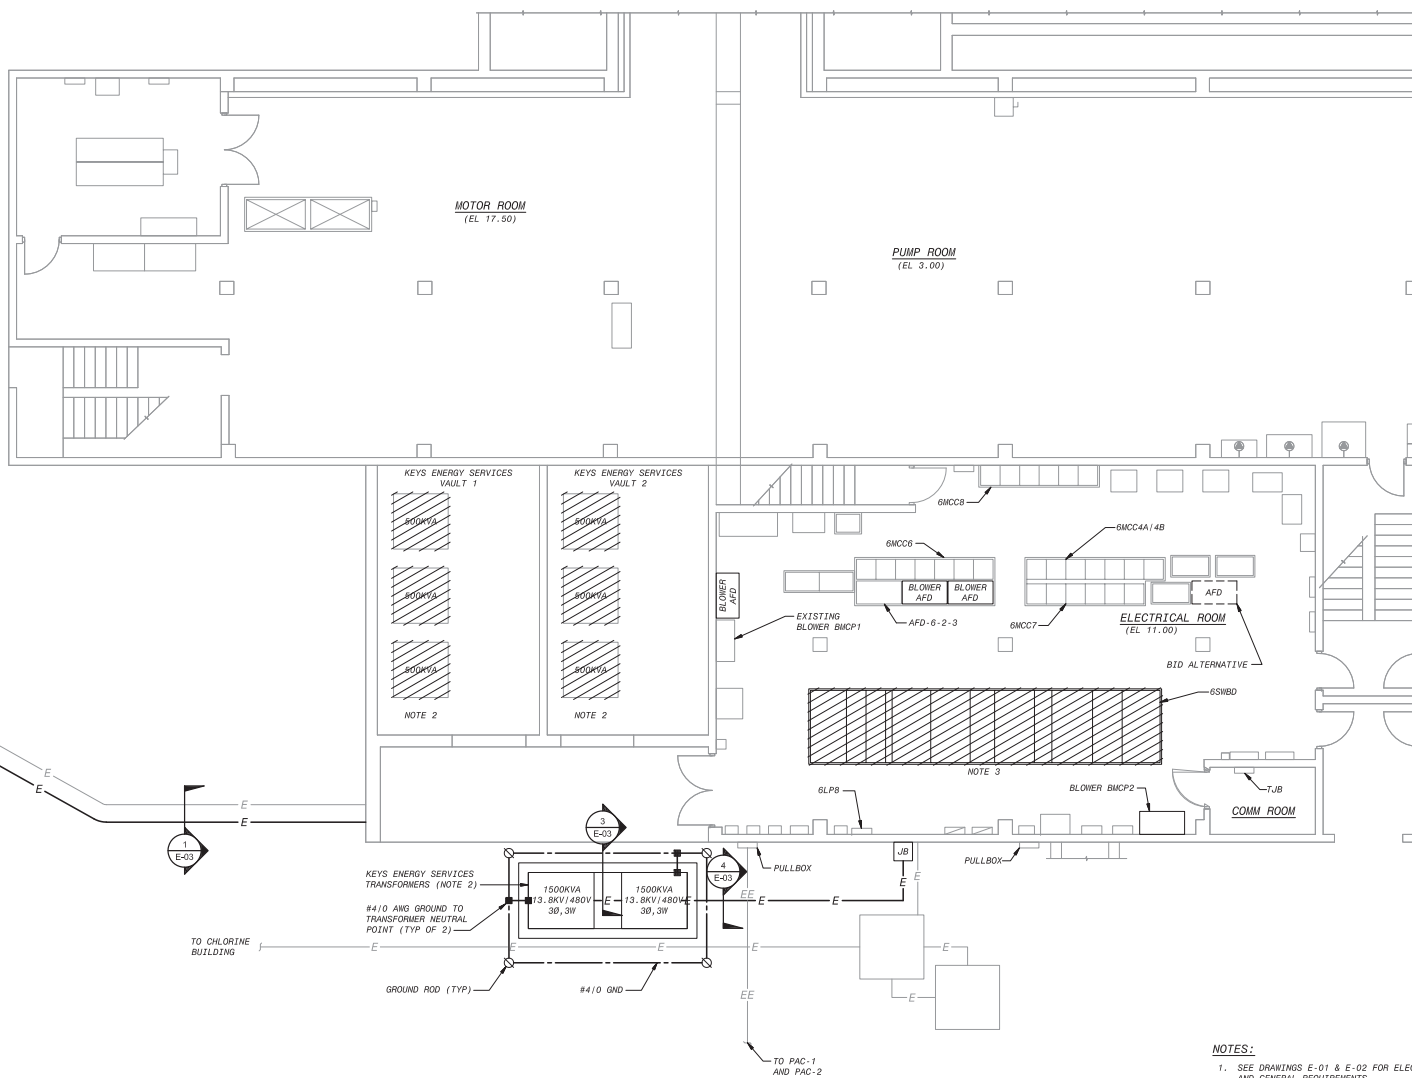 MOTOR ROOM
(EL 17.50)
PUMP ROOM
(EL 3.00)
KEYS ENERGY SERVICES
VAULT 1
KEYS ENERGY SERVICES
VAULT 2
500KVA
500KVA
500KVA
500KVA
500KVA
500KVA
NOTE 2
NOTE 2
6MCC8
6MCC6
6MCC4A/4B
BLOWER
AFD
BLOWER
AFD
BLOWER
AFD
AFD
EXISTING
BLOWER BMCP1
AFD-6-2-3
6MCC7
ELECTRICAL ROOM
(EL 11.00)
BID ALTERNATIVE
6SWBD
NOTE 3
6LP8
BLOWER BMCP2
TJB
COMM ROOM
E
E
E
E
1
E-03
3
E-03
4
E-03
JB
PULLBOX
PULLBOX
KEYS ENERGY SERVICES
TRANSFORMERS (NOTE 2)
1500KVA
13.8KV/480V
3Ø,3W
1500KVA
13.8KV/480V
3Ø,3W
E
E
E
E
E
E
EE
#4/0 AWG GROUND TO
TRANSFORMER NEUTRAL
POINT (TYP OF 2)
TO CHLORINE
BUILDING
E
E
E
E
E
E
E
EE
GROUND ROD (TYP)
#4/0 GND
TO PAC-1
AND PAC-2
NOTES:
1. SEE DRAWINGS E-01 & E-02 FOR ELEC
AND GENERAL REQUIREMENTS